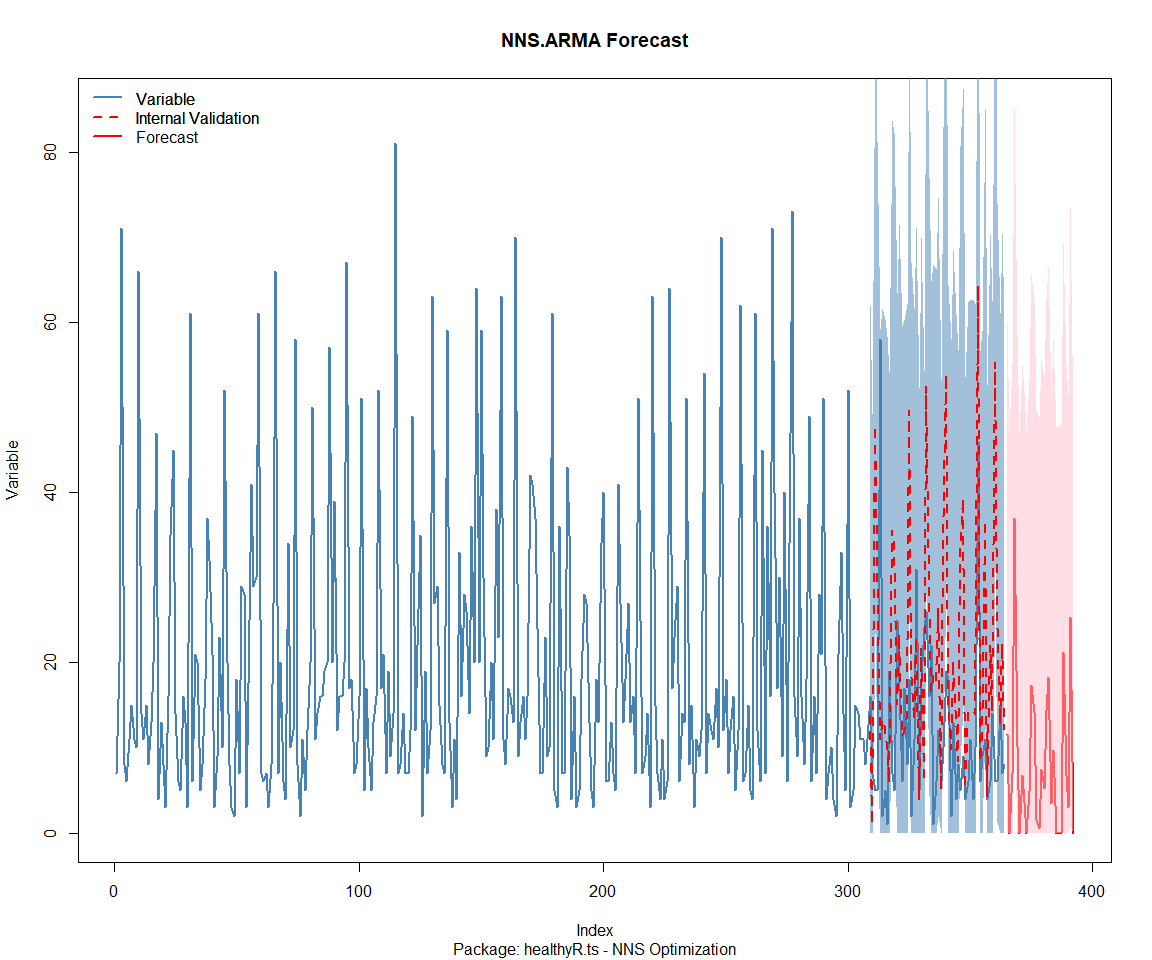 NNS.ARMA Forecast
Variable
Internal Validation
Forecast
80
60
40
20
0
Variable
0
100
200
300
400
Index
Package: healthyR.ts - NNS Optimization